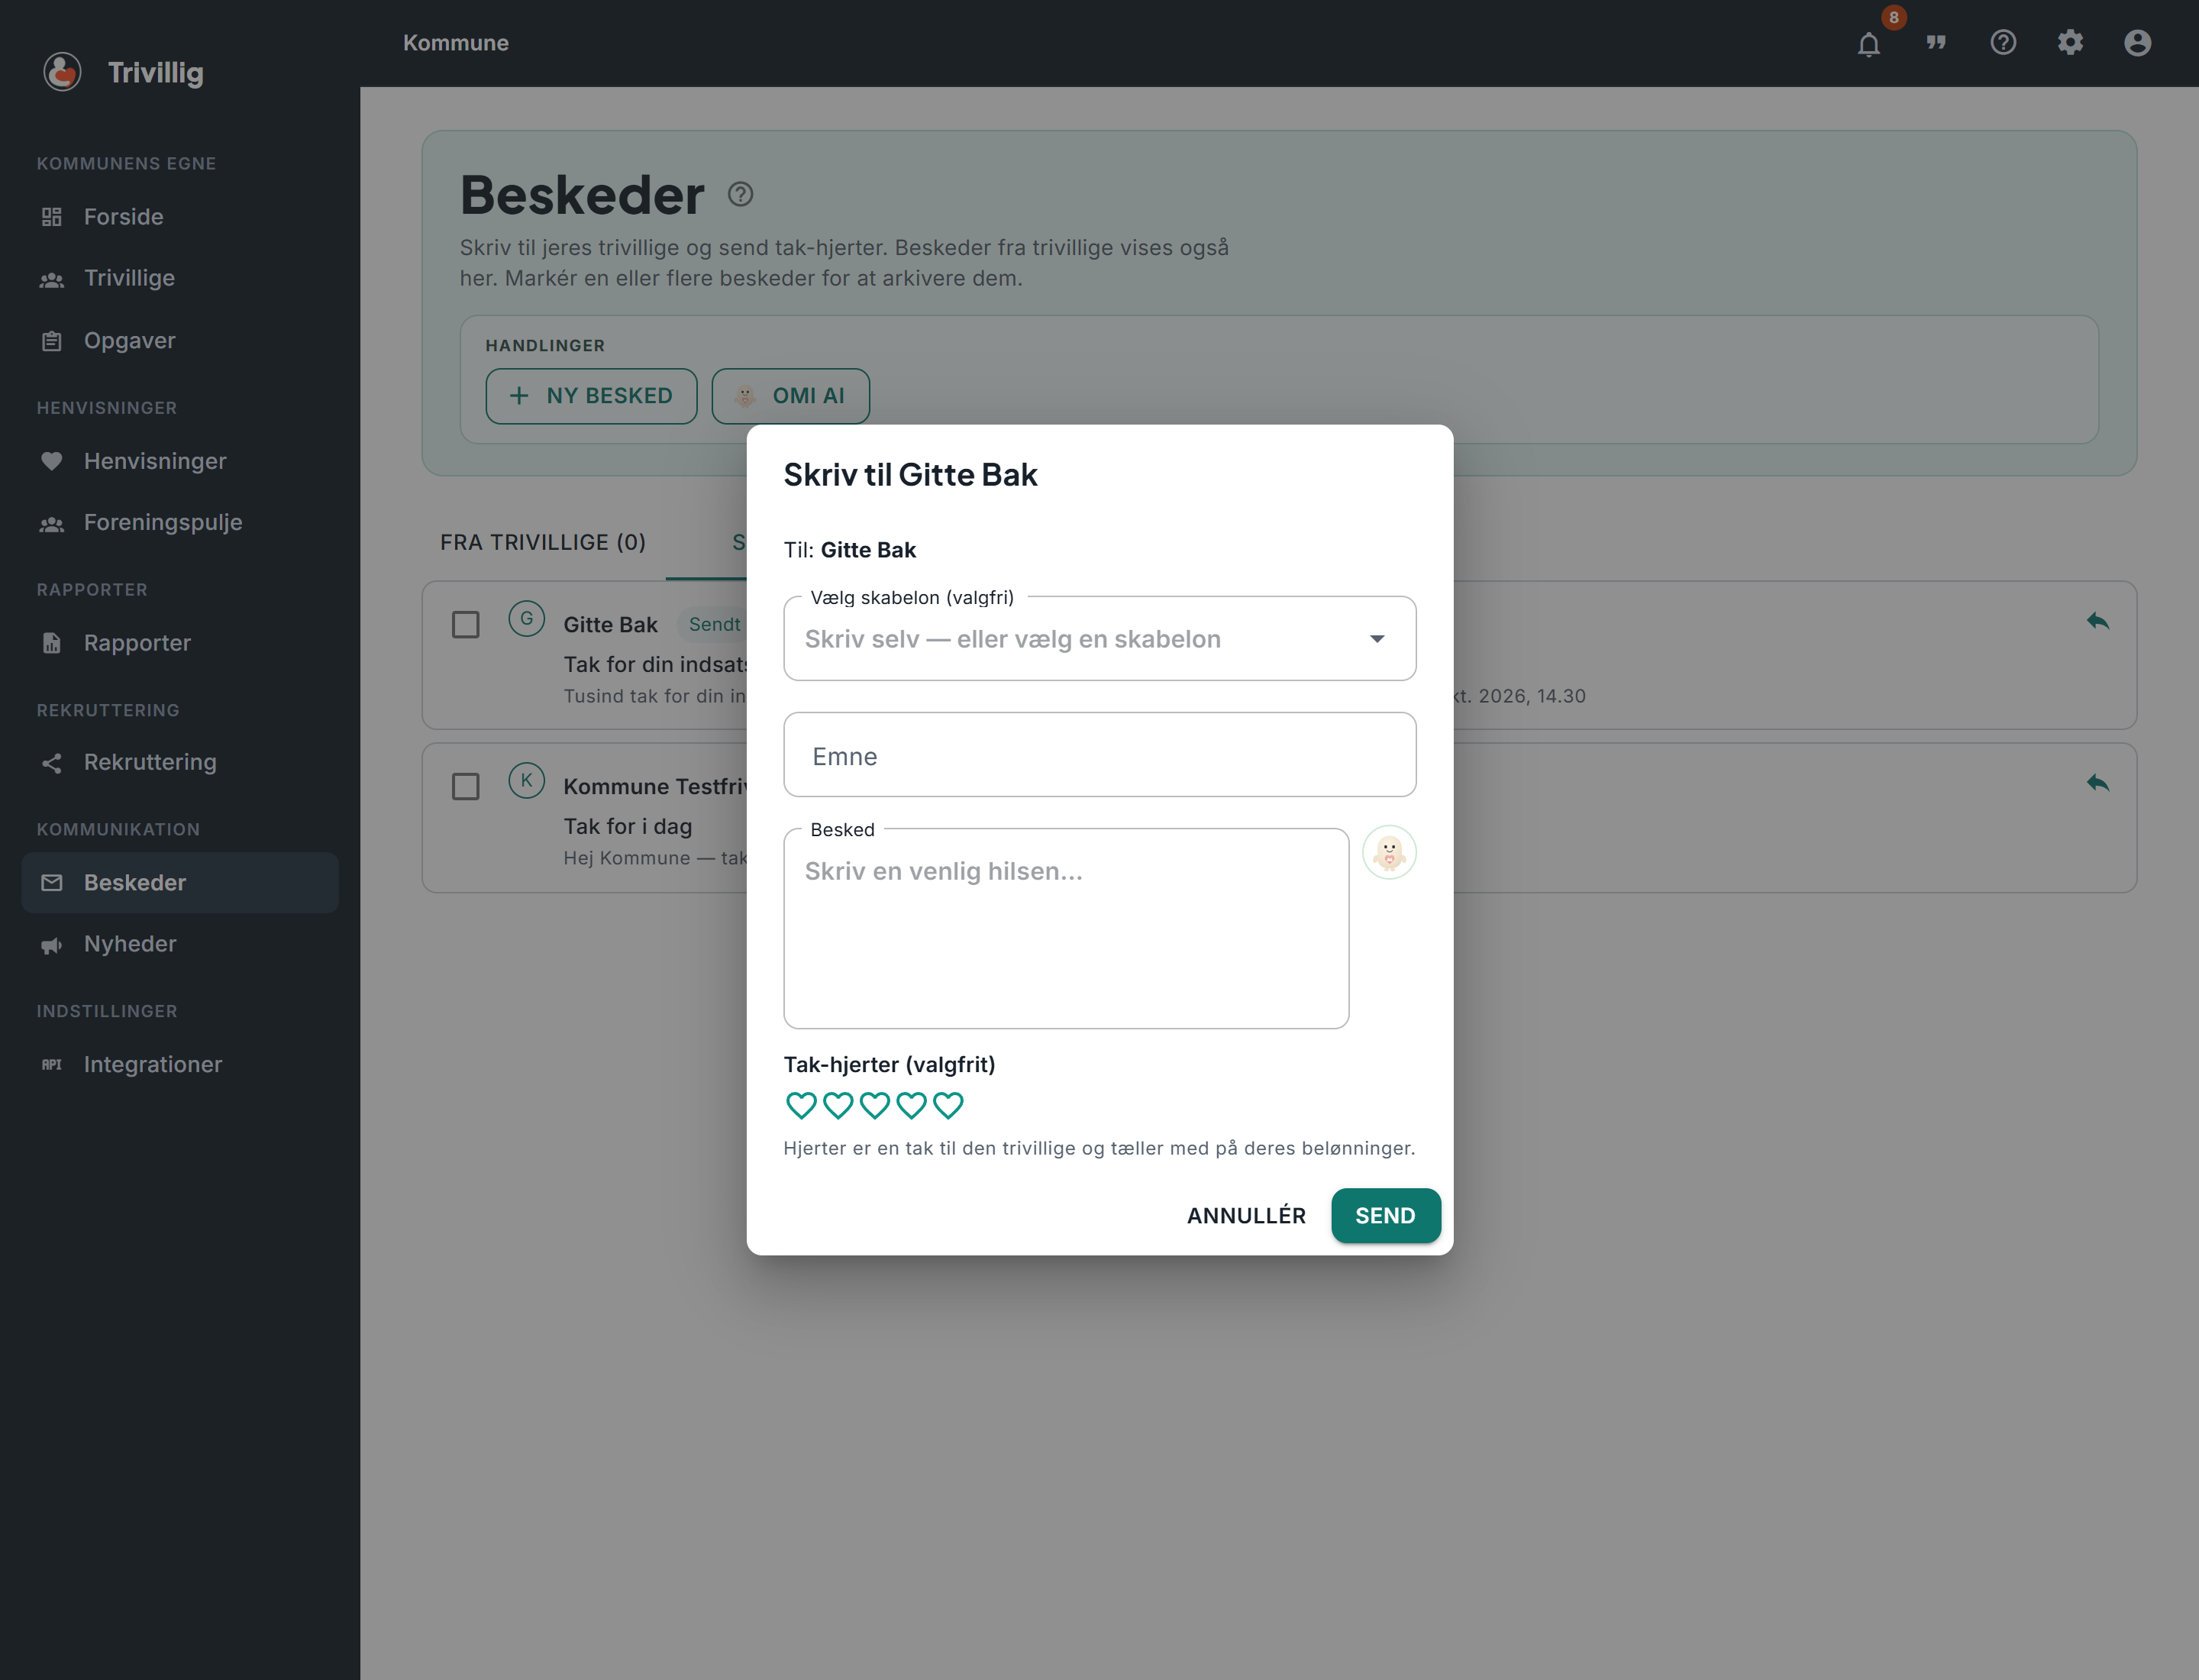 Trivillig
KOMMUNENS EGNE
Forside
Trivillige
Opgaver
HENVISNINGER
Henvisninger
Foreningspulje
RAPPORTER
Rapporter
REKRUTTERING
Rekruttering
KOMMUNIKATION
Beskeder
Nyheder
INDSTILLINGER
API Integrationer
Kommune
8
Beskeder
Skriv til jeres trivillige og send tak-hjerter. Beskeder fra trivillige vises også
her. Markér en eller flere beskeder for at arkivere dem.
HANDLINGER
NY BESKED
OMI AI
FRA TRIVILLIGE (0)
S
G
Gitte Bak Sendt
Tak for din indsats
Tusind tak for din in
kt. 2026, 14.30
K
Kommune Testfriv
Tak for i dag
Hej Kommune — tak
Skriv til Gitte Bak
Til: Gitte Bak
Vælg skabelon (valgfri)
Skriv selv — eller vælg en skabelon
Emne
Besked
Skriv en venlig hilsen...
Tak-hjerter (valgfrit)
Hjerter er en tak til den trivillige og tæller med på deres belønninger.
ANNULLÉR
SEND